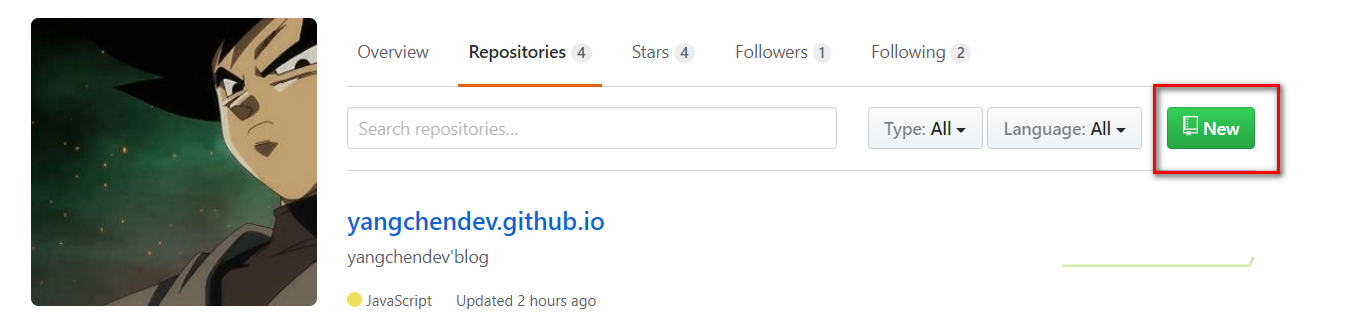 Overview Repositories 4 Stars 4 Followers 1 Following 2
Search repositories... Type: All Language: All New
yangchendev.github.io
yangchendev'blog
JavaScript Updated 2 hours ago